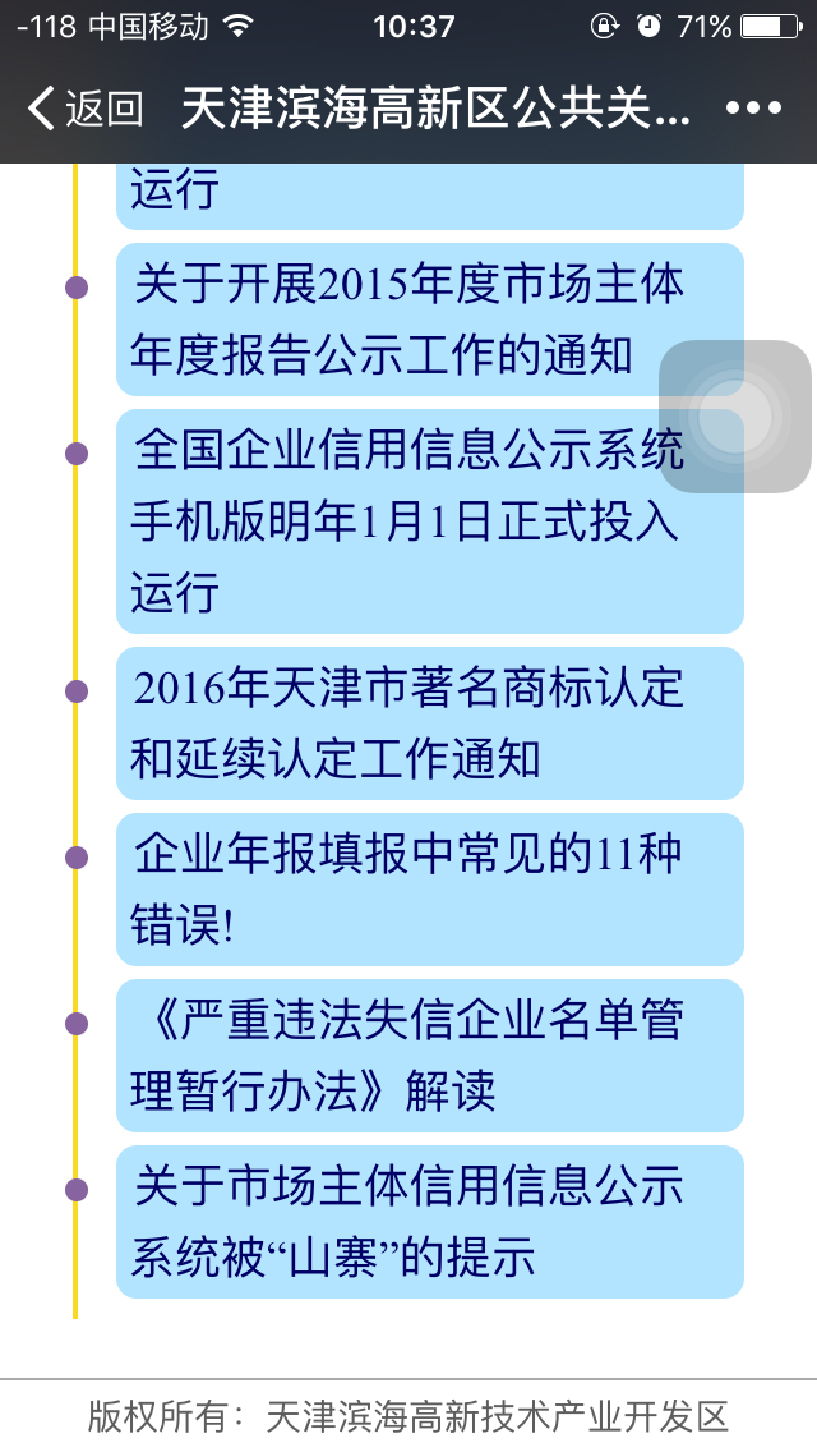 -118 中国移动 10:37 71%
返回 天津滨海高新区公共关...
运行
关于开展2015年度市场主体
年度报告公示工作的通知
全国企业信用信息公示系统
手机版明年1月1日正式投入
运行
2016年天津市著名商标认定
和延续认定工作通知
企业年报填报中常见的11种
错误!
《严重违法失信企业名单管
理暂行办法》解读
关于市场主体信用信息公示
系统被“山寨”的提示
版权所有：天津滨海高新技术产业开发区